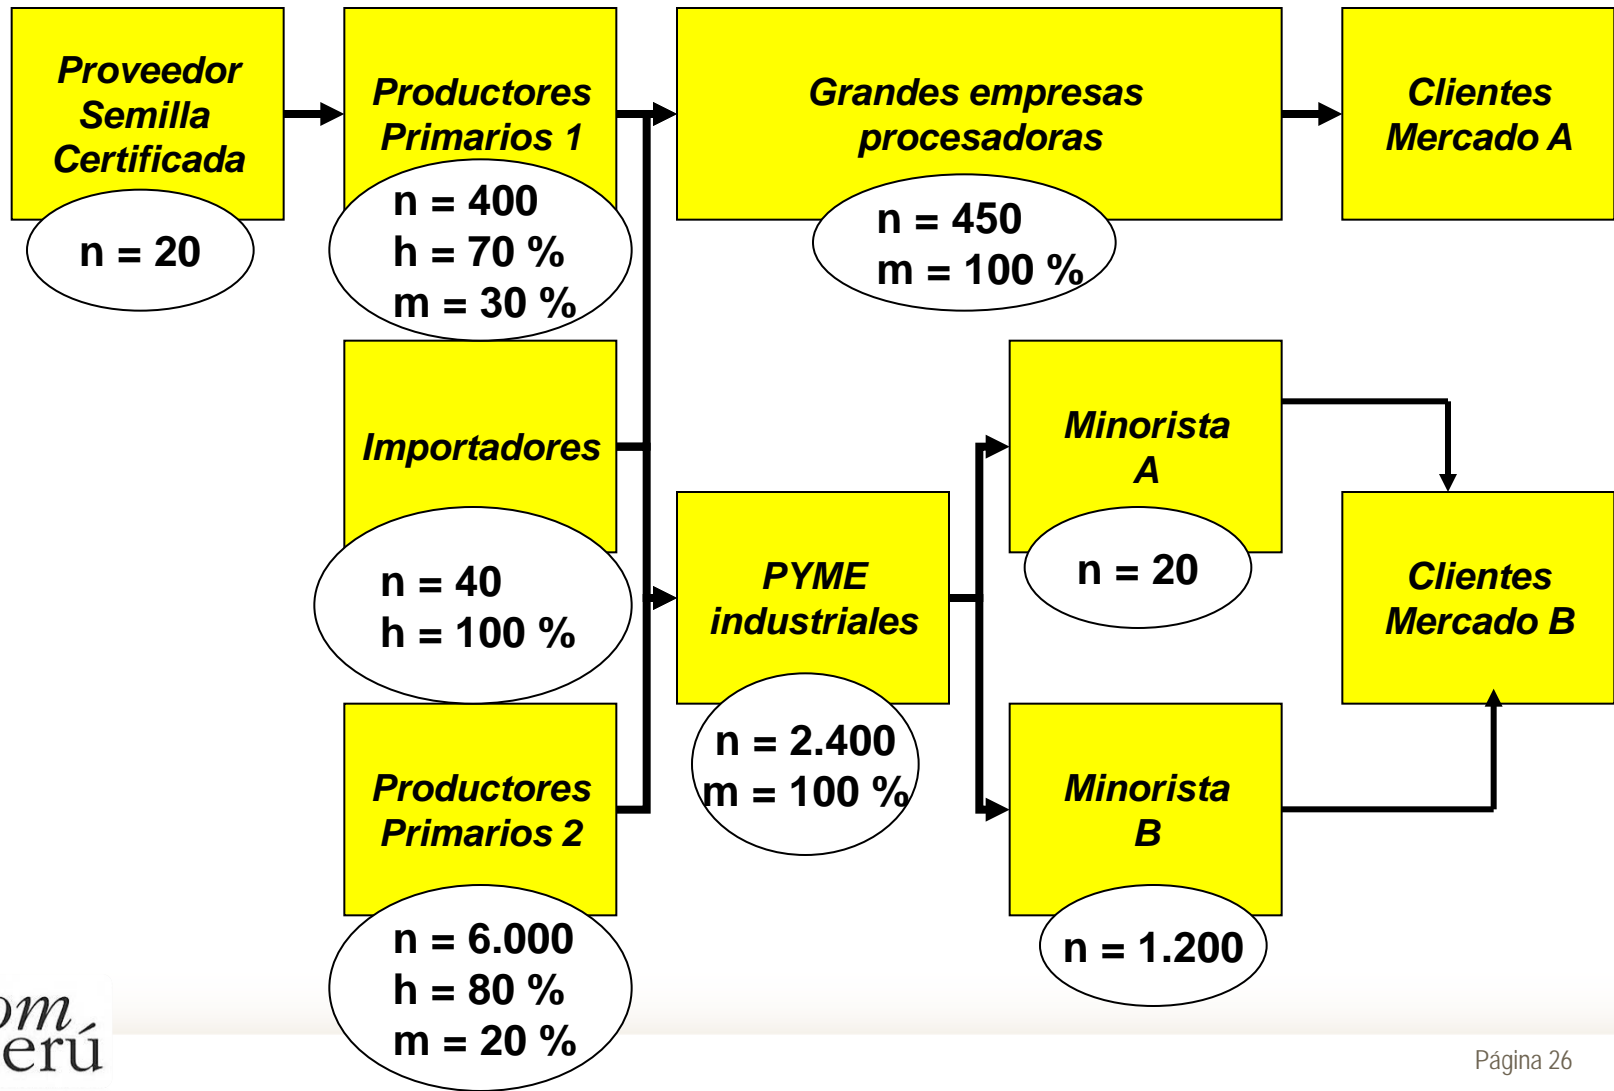 Proveedor
Semilla
Certificada
n = 20
Productores
Primarios 1
n = 400
h = 70 %
m = 30 %
Grandes empresas
procesadoras
n = 450
m = 100 %
Clientes
Mercado A
Importadores
n = 40
h = 100 %
PYME
industriales
n = 2.400
m = 100 %
Minorista
A
n = 20
Clientes
Mercado B
Productores
Primarios 2
n = 6.000
h = 80 %
m = 20 %
Minorista
B
n = 1.200
om
erú
Página 26